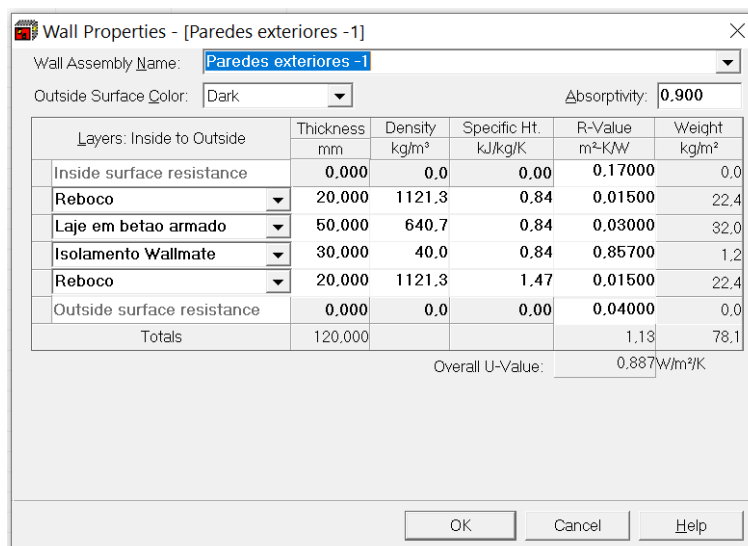 Wall Properties - [Paredes exteriores -1]
Wall Assembly Name: Paredes exteriores -1
Outside Surface Color: Dark Absorptivity: 0,900
Layers: Inside to Outside Thickness Density Specific Ht. R-Value Weight
mm kg/m³ kJ/kg/K m²-K/W kg/m²
Inside surface resistance 0,000 0,0 0,00 0,17000 0,0
Reboco 20,000 1121,3 0,84 0,01500 22,4
Laje em betao armado 50,000 640,7 0,84 0,03000 32,0
Isolamento Wallmate 30,000 40,0 0,84 0,85700 1,2
Reboco 20,000 1121,3 1,47 0,01500 22,4
Outside surface resistance 0,000 0,0 0,00 0,04000 0,0
Totals 120,000 1,13 78,1
Overall U-Value: 0,887 W/m²/K
OK Cancel Help